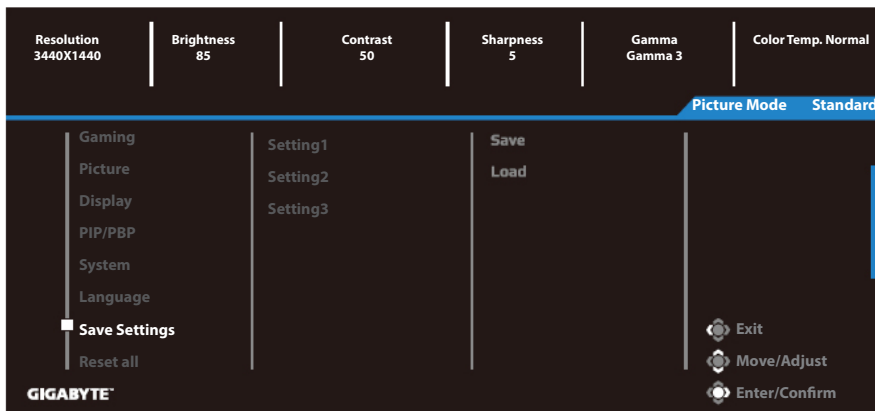 Resolution
3440X1440
Brightness
85
Contrast
50
Sharpness
5
Gamma
Gamma 3
Color Temp. Normal
Picture Mode Standard
Gaming
Picture
Display
PIP/PBP
System
Language
Save Settings
Reset all
Setting1
Setting2
Setting3
Save
Load
Exit
Move/Adjust
Enter/Confirm
GIGABYTE™